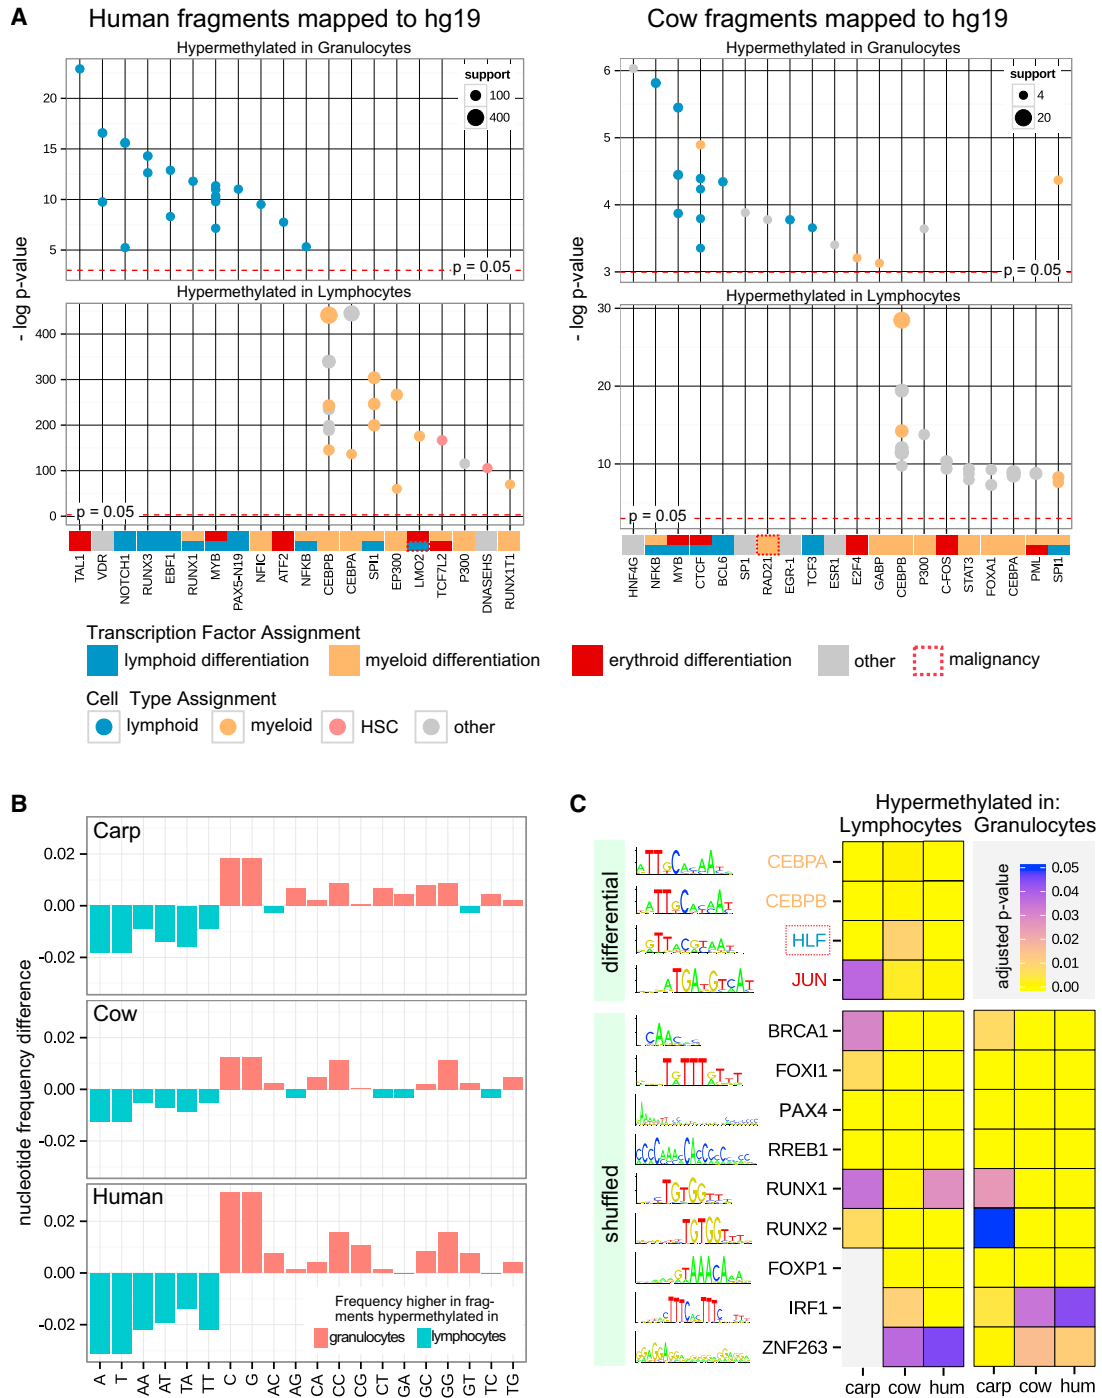 A
Human fragments mapped to hg19
Hypermethylated in Granulocytes
support
100
400
20
15
10
5
p = 0.05
- log p-value
Hypermethylated in Lymphocytes
400
300
200
100
0
p = 0.05
TAL1
VDR
NOTCH1
RUNX3
EBF1
RUNX1
MYB
PAX5-N19
NFIC
ATF2
NFKB
CEBPB
CEBPA
SPI1
EP300
LMO2
TCF7L2
P300
DNASEHS
RUNX1T1
Cow fragments mapped to hg19
Hypermethylated in Granulocytes
support
4
20
6
5
4
3
p = 0.05
- log p-value
Hypermethylated in Lymphocytes
30
20
10
p = 0.05
HNF4G
NFKB
MYB
CTCF
BCL6
SP1
RAD21
EGR-1
TCF3
ESR1
E2F4
GABP
CEBPB
P300
C-FOS
STAT3
FOXA1
CEBPA
PML
SPI1
Transcription Factor Assignment
lymphoid differentiation
myeloid differentiation
erythroid differentiation
other
malignancy
Cell Type Assignment
lymphoid
myeloid
HSC
other
B
nucleotide frequency difference
Carp
0.02
0.00
-0.02
Cow
0.02
0.00
-0.02
Human
0.02
0.00
-0.02
Frequency higher in frag-
ments hypermethylated in
granulocytes
lymphocytes
A
T
AA
AT
TA
TT
C
G
AC
AG
CA
CC
CG
CT
GA
GC
GG
GT
TC
TG
C
Hypermethylated in:
Lymphocytes Granulocytes
differential
CEBPA
CEBPB
HLF
JUN
adjusted p-value
0.05
0.04
0.03
0.02
0.01
0.00
shuffled
BRCA1
FOXI1
PAX4
RREB1
RUNX1
RUNX2
FOXP1
IRF1
ZNF263
carp cow hum
carp cow hum